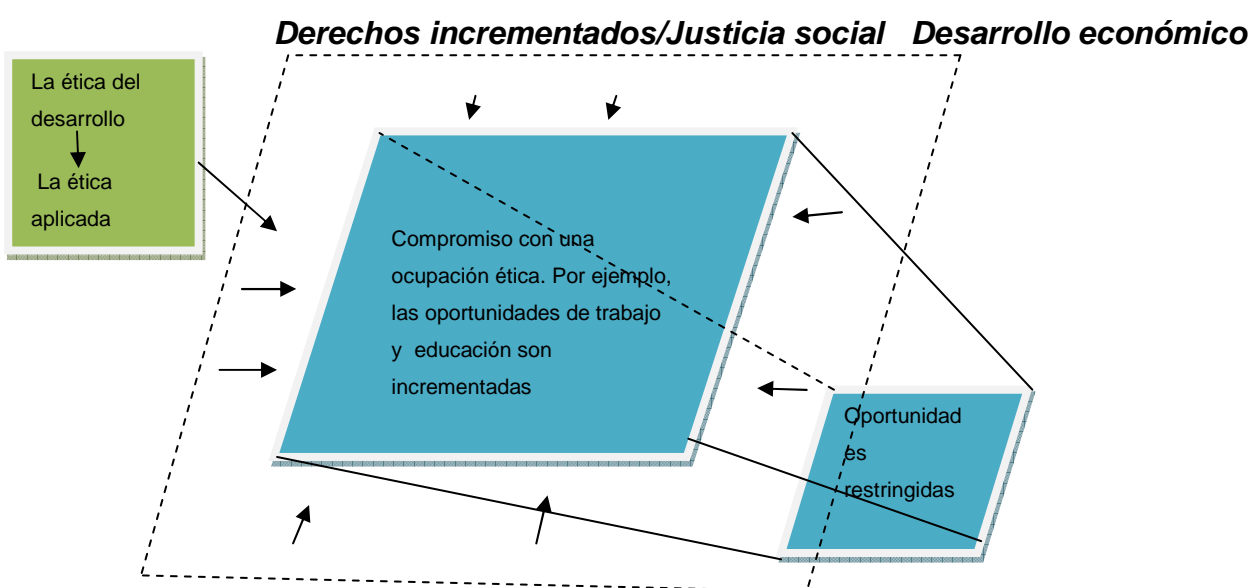 Derechos incrementados/Justicia social   Desarrollo económico
La ética del
desarrollo
La ética
aplicada
Compromiso con una
ocupación ética. Por ejemplo,
las oportunidades de trabajo
y  educación son
incrementadas
Oportunidad
es
restringidas